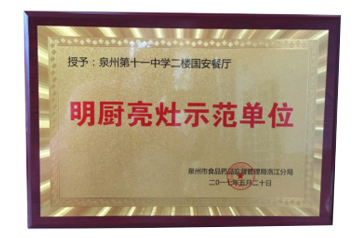 授予：泉州第十一中学二楼国安餐厅
明厨亮灶示范单位
泉州市食品药品监督管理局洛江分局
二〇一七年五月二十日